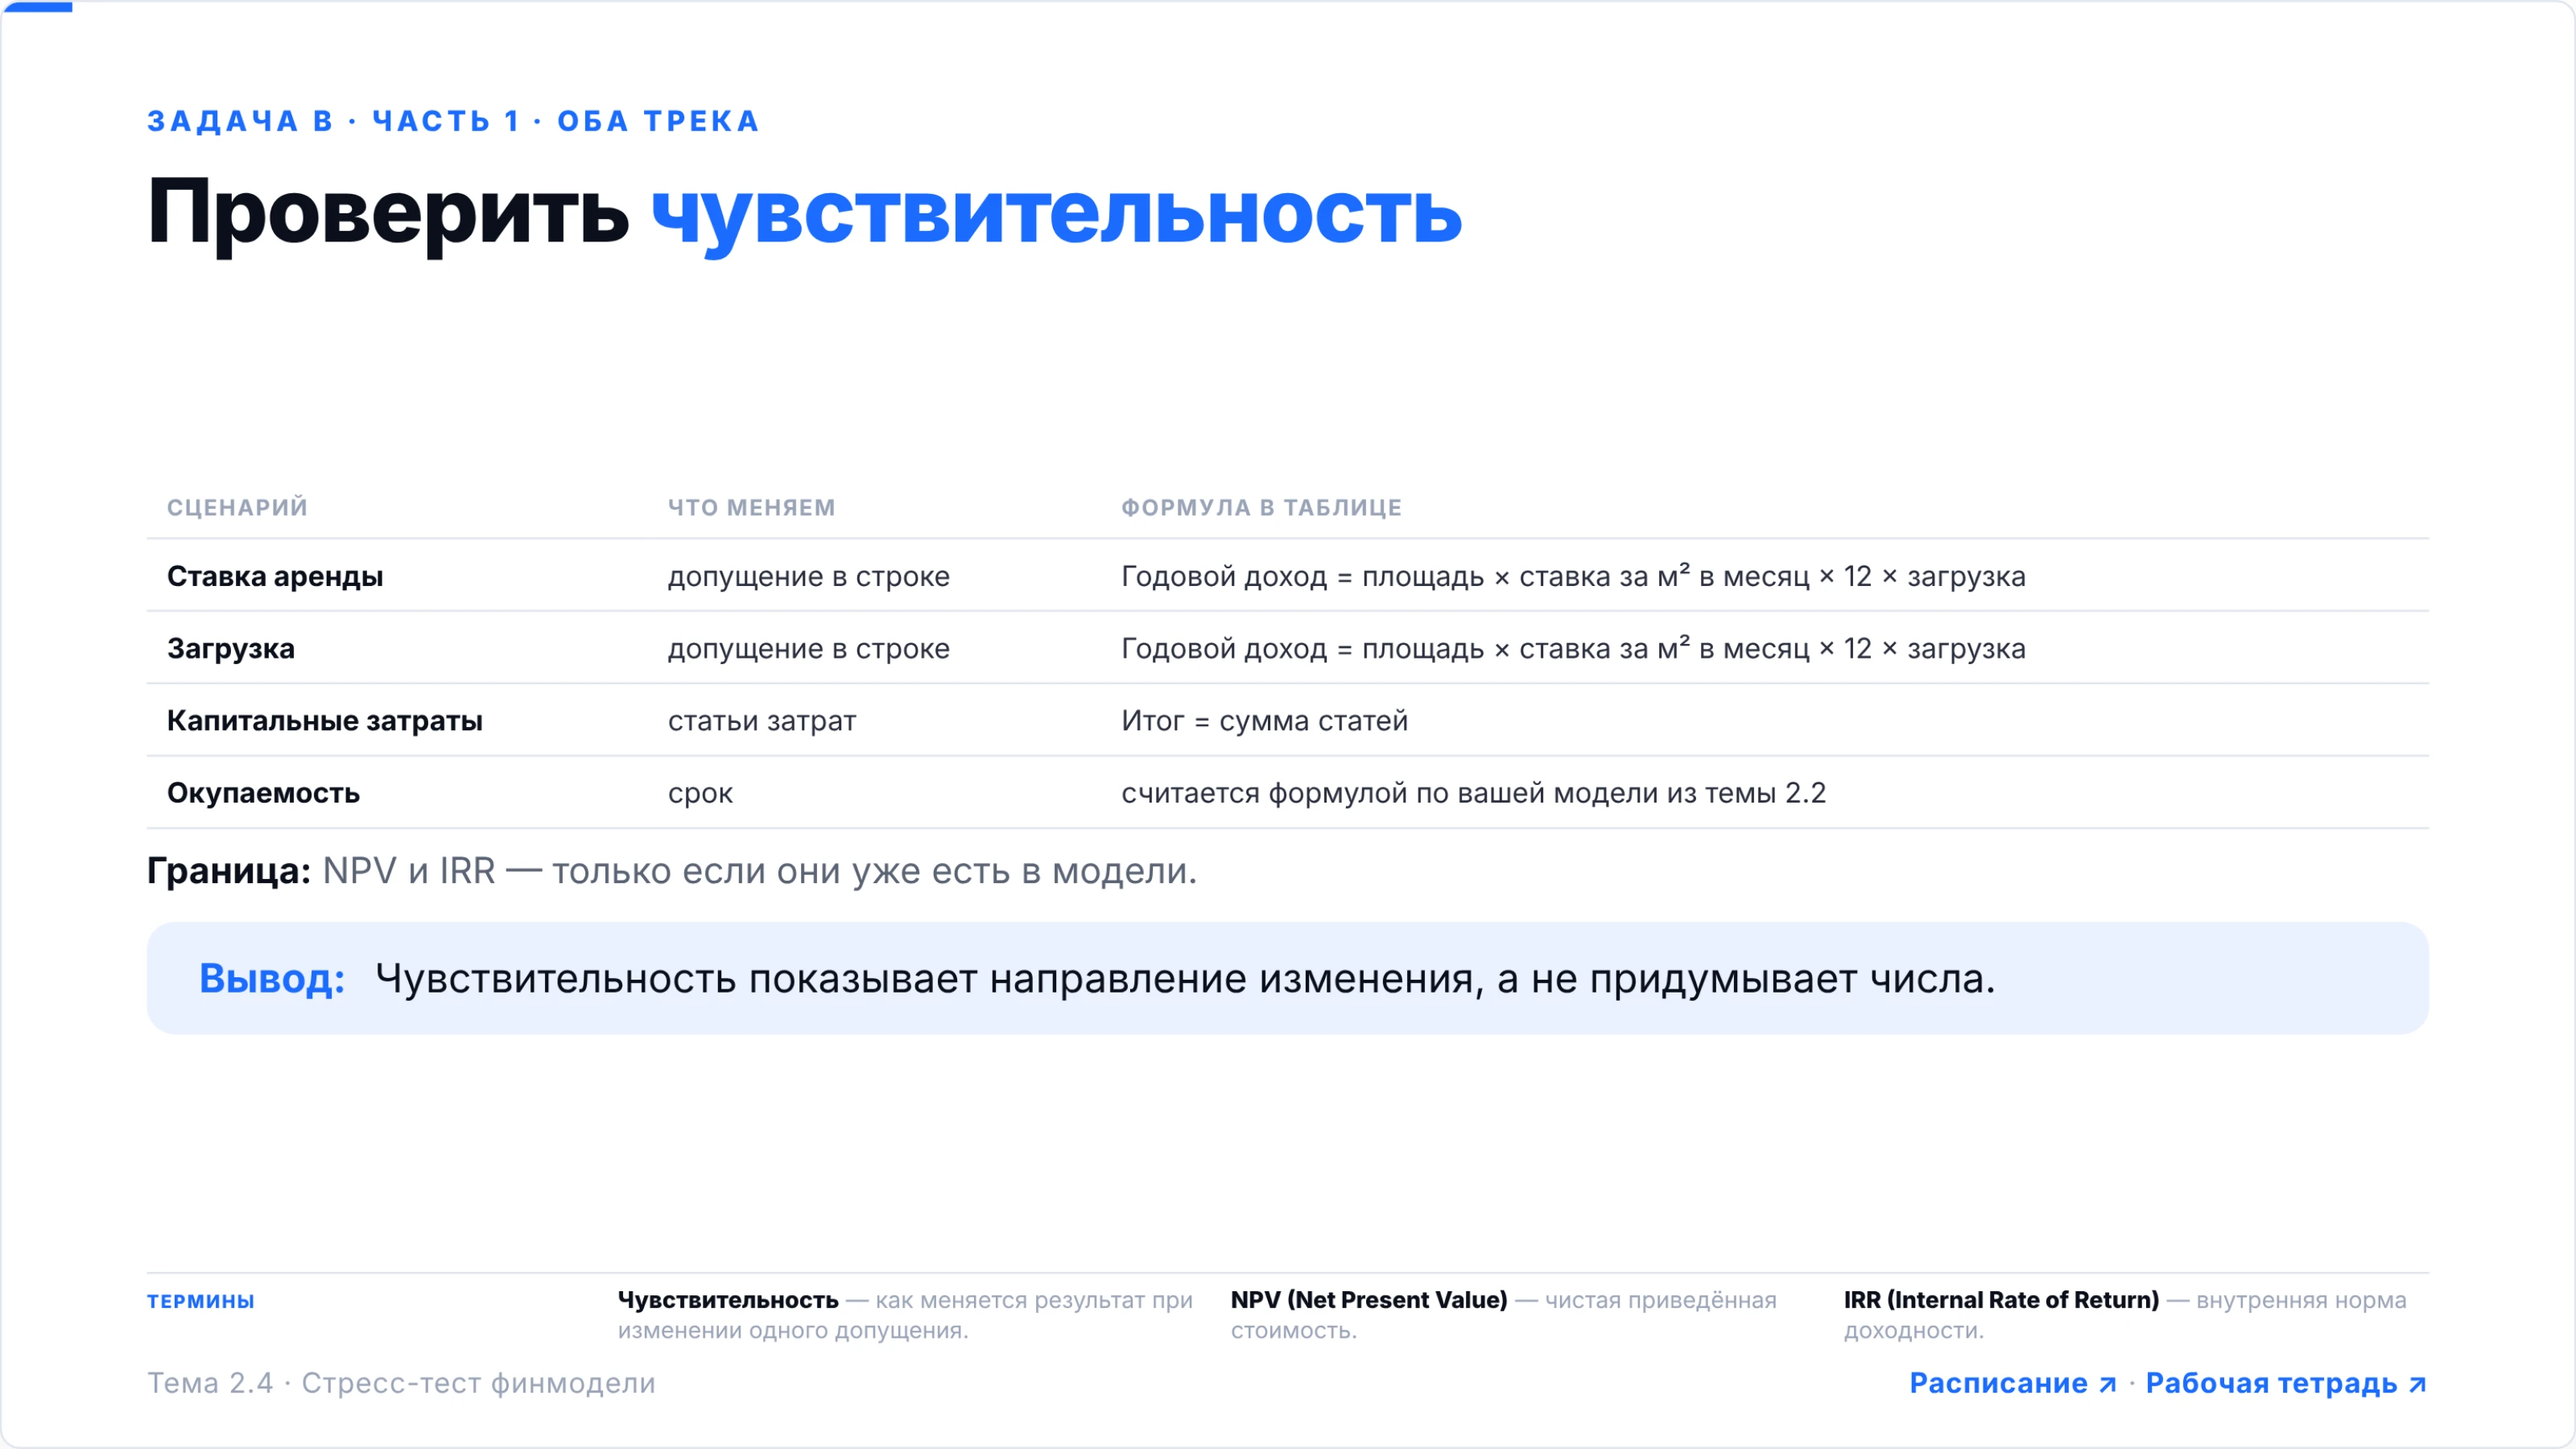 ЗАДАЧА B · ЧАСТЬ 1 · ОБА ТРЕКА
Проверить чувствительность
СЦЕНАРИЙ ЧТО МЕНЯЕМ ФОРМУЛА В ТАБЛИЦЕ
Ставка аренды допущение в строке Годовой доход = площадь × ставка за м² в месяц × 12 × загрузка
Загрузка допущение в строке Годовой доход = площадь × ставка за м² в месяц × 12 × загрузка
Капитальные затраты статьи затрат Итог = сумма статей
Окупаемость срок считается формулой по вашей модели из темы 2.2
Граница: NPV и IRR — только если они уже есть в модели.
Вывод: Чувствительность показывает направление изменения, а не придумывает числа.
ТЕРМИНЫ
Чувствительность — как меняется результат при
изменении одного допущения.
NPV (Net Present Value) — чистая приведённая
стоимость.
IRR (Internal Rate of Return) — внутренняя норма
доходности.
Тема 2.4 · Стресс-тест финмодели
Расписание ↗ · Рабочая тетрадь ↗